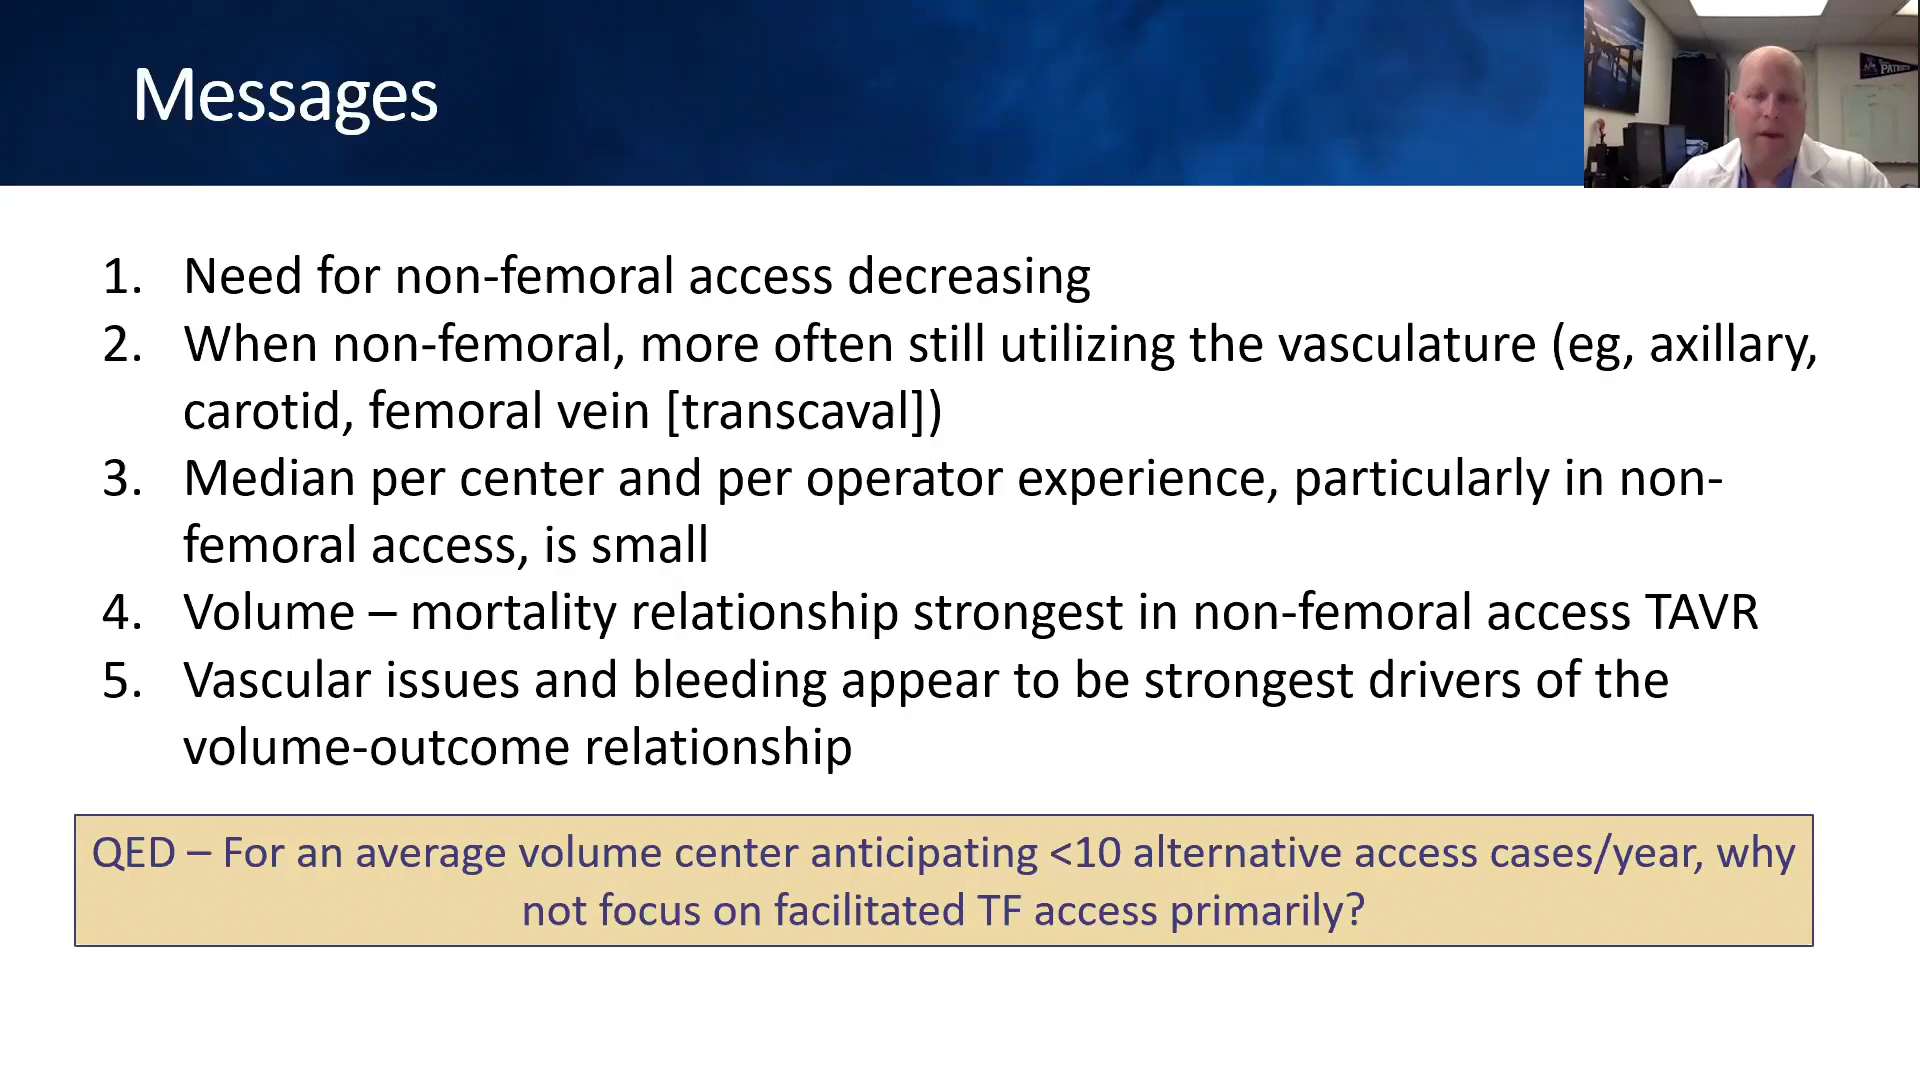 Messages
PATRI
1. Need for non-femoral access decreasing
2. When non-femoral, more often still utilizing the vasculature (eg, axillary,
carotid, femoral vein [transcaval])
3. Median per center and per operator experience, particularly in non-
femoral access, is small
4. Volume – mortality relationship strongest in non-femoral access TAVR
5. Vascular issues and bleeding appear to be strongest drivers of the
volume-outcome relationship
QED – For an average volume center anticipating <10 alternative access cases/year, why
not focus on facilitated TF access primarily?